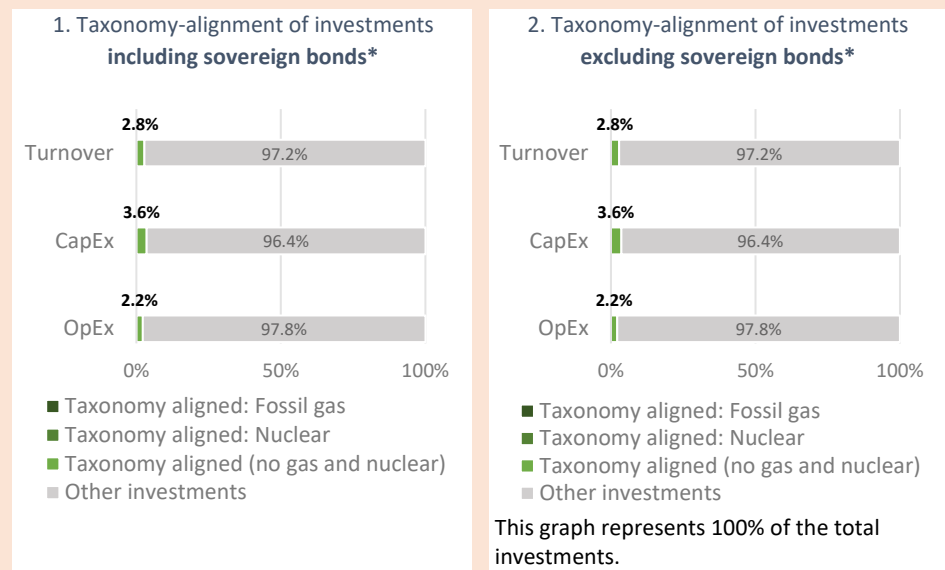 1. Taxonomy-alignment of investments
including sovereign bonds*
2.8%
Turnover
97.2%
3.6%
CapEx
96.4%
2.2%
OpEx
97.8%
0%
50%
100%
Taxonomy aligned: Fossil gas
Taxonomy aligned: Nuclear
Taxonomy aligned (no gas and nuclear)
Other investments
2. Taxonomy-alignment of investments
excluding sovereign bonds*
2.8%
Turnover
97.2%
3.6%
CapEx
96.4%
2.2%
OpEx
97.8%
0%
50%
100%
Taxonomy aligned: Fossil gas
Taxonomy aligned: Nuclear
Taxonomy aligned (no gas and nuclear)
Other investments
This graph represents 100% of the total
investments.